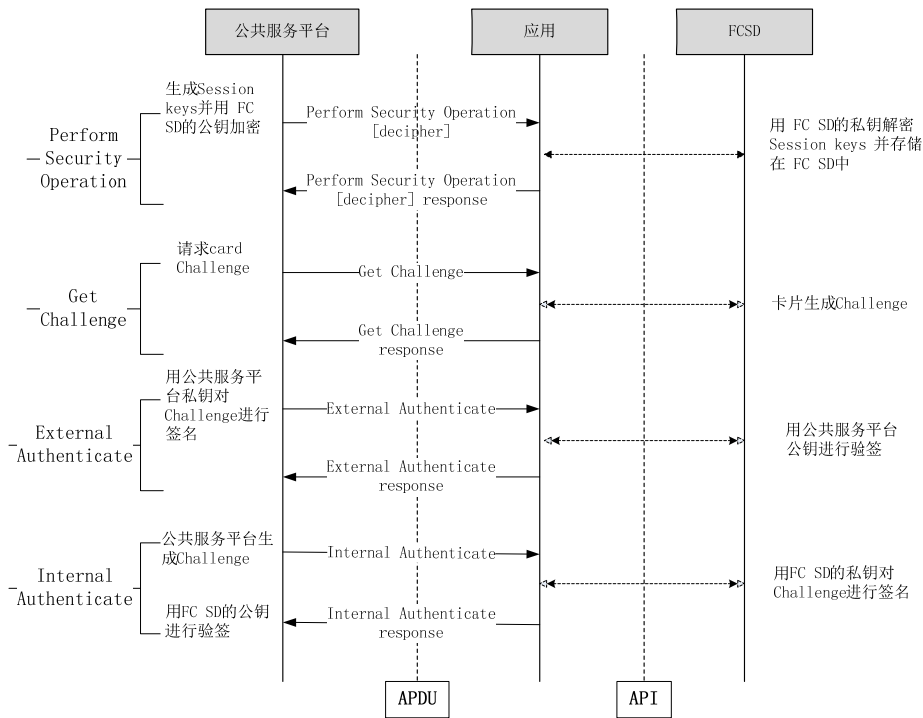 公共服务平台
应用
FCSD
生成Session
keys并用 FC
SD的公钥加密
Perform
Security
Operation
Perform Security Operation
[decipher]
用 FC SD的私钥解密
Session keys 并存储
在 FC SD中
Perform Security Operation
[decipher] response
请求card
Challenge
Get
Challenge
Get Challenge
卡片生成Challenge
Get Challenge
response
用公共服务平
台私钥对
Challenge进行
签名
External
Authenticate
External Authenticate
用公共服务平台
公钥进行验签
External Authenticate
response
公共服务平台生
成Challenge
Internal
Authenticate
Internal Authenticate
用FC SD的私钥对
Challenge进行签名
用FC SD的公钥
进行验签
Internal Authenticate
response
APDU
API